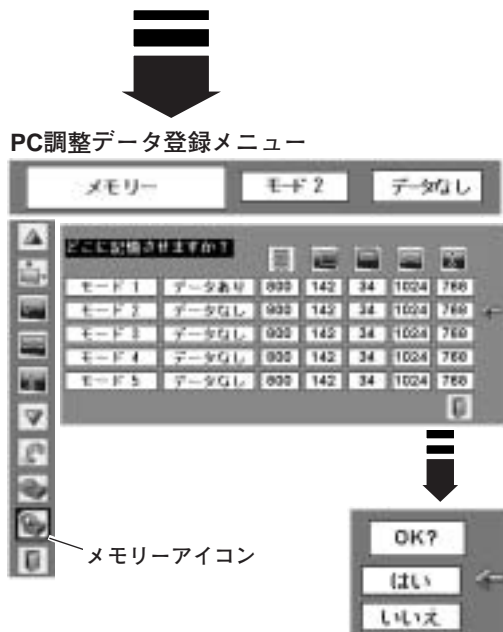 PC調整データ登録メニュー
メモリー モード 2 データなし
どこに記憶させますか?
モード 1 データあり 800 142 34 1024 768
モード 2 データなし 800 142 34 1024 768
モード 3 データなし 800 142 34 1024 768
モード 4 データなし 800 142 34 1024 768
モード 5 データなし 800 142 34 1024 768
メモリーアイコン
OK?
はい
いいえ